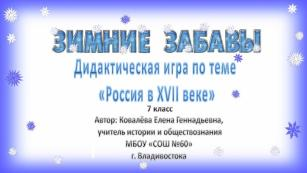 ЗИМНИЕ ЗАБАВЫ
Дидактическая игра по теме
«Россия в XVII веке»
7 класс
Автор: Ковалёва Елена Геннадьевна,
учитель истории и обществознания
МБОУ «СОШ №60»
г. Владивостока